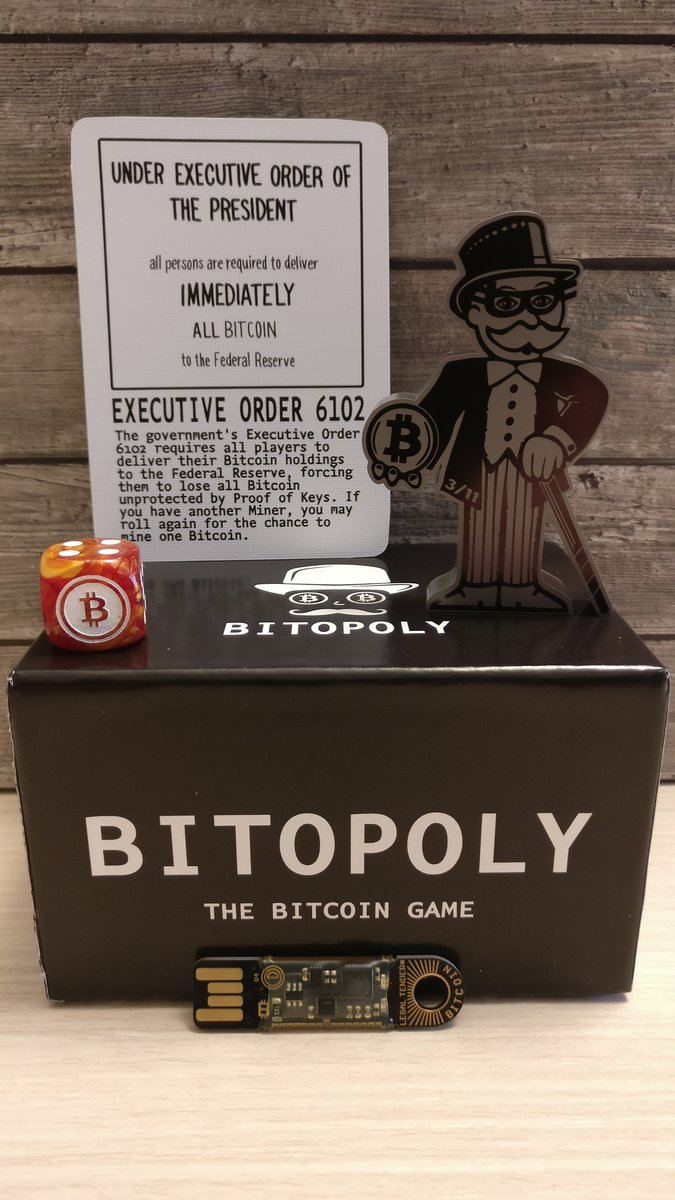 UNDER EXECUTIVE ORDER OF
THE PRESIDENT
all persons are required to deliver
IMMEDIATELY
ALL BITCOIN
to the Federal Reserve
EXECUTIVE ORDER 6102
The government's Executive Order
6102 requires all players to
deliver their Bitcoin holdings
to the Federal Reserve, forcing
them to lose all Bitcoin
unprotected by Proof of Keys. If
you have another Miner, you may
roll again for the chance to
mine one Bitcoin.
3/11
BITOPOLY
BITOPOLY
THE BITCOIN GAME
LEGAL TENDER
BITCOIN